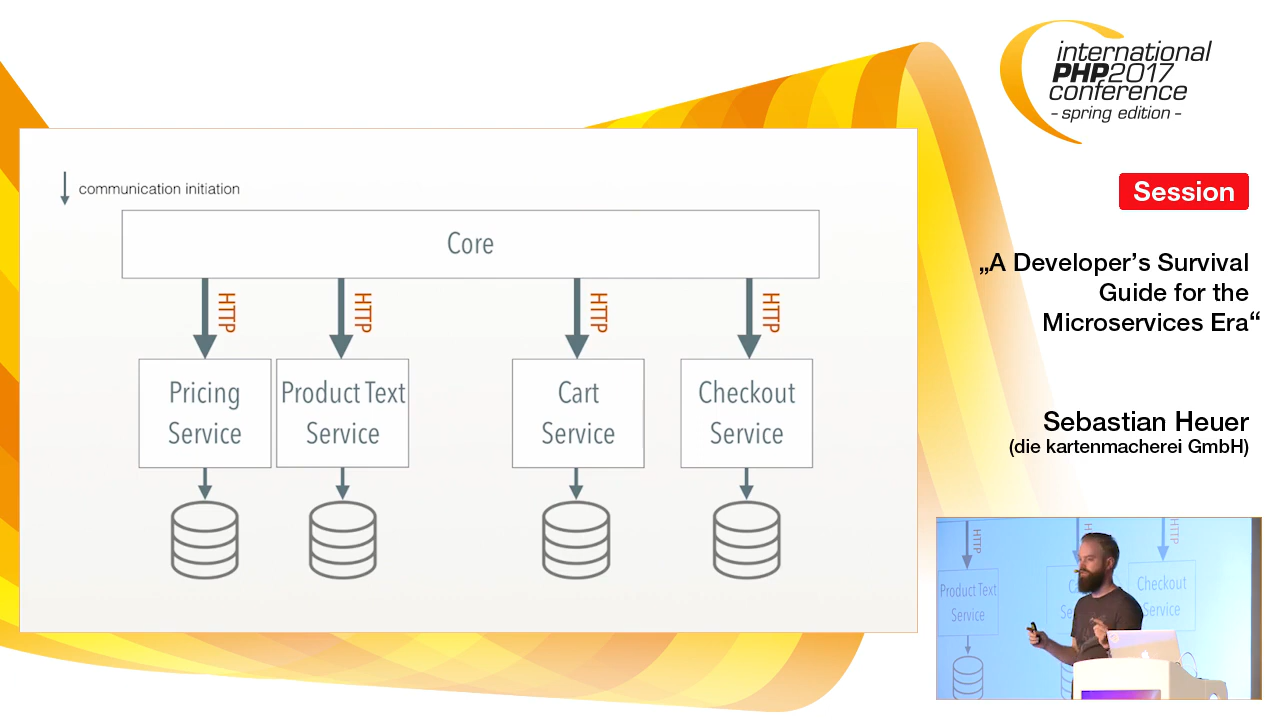 international
PHP2017
conference
- spring edition -
Session
„A Developer’s Survival
Guide for the
Microservices Era“
Sebastian Heuer
(die kartenmacherei GmbH)
communication initiation
Core
HTTP
HTTP
HTTP
HTTP
Pricing
Service
Product Text
Service
Cart
Service
Checkout
Service
HTTP
HTTP
Product Text
Service
Checkout
Service